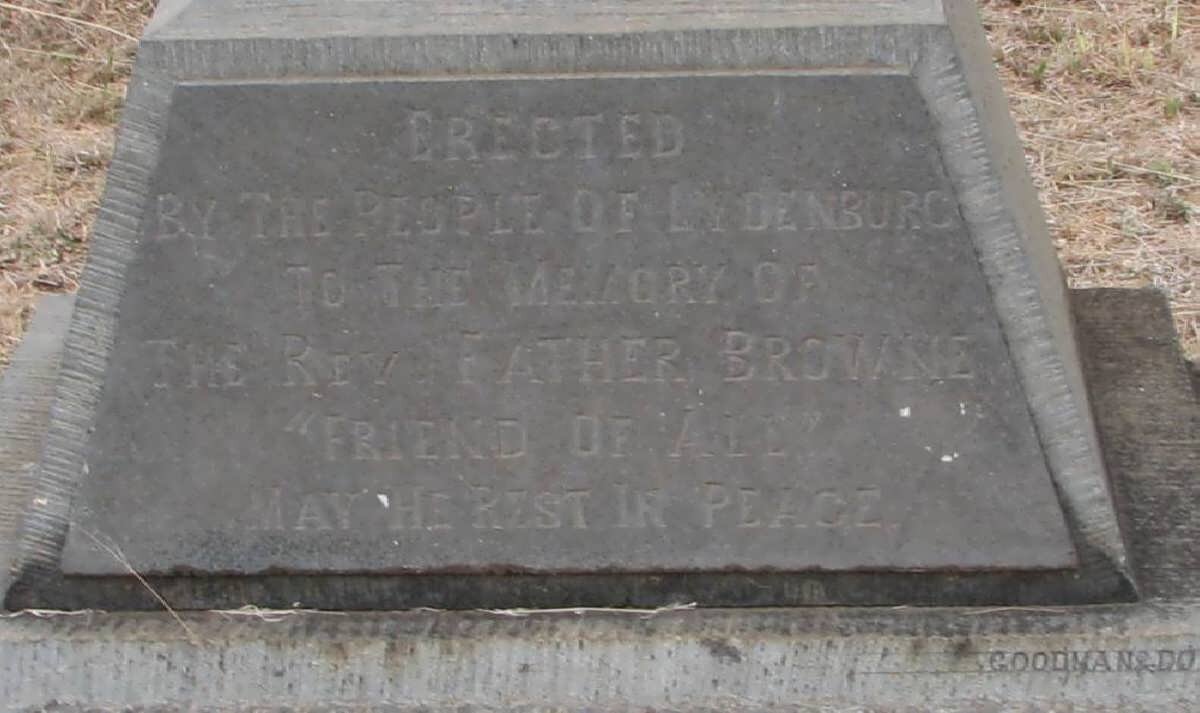 ERECTED
BY THE PEOPLE OF LYDENBURG
TO THE MEMORY OF
THE REV. FATHER BROWNE
"FRIEND OF ALL"
MAY HE REST IN PEACE.
GOODMAN & DO